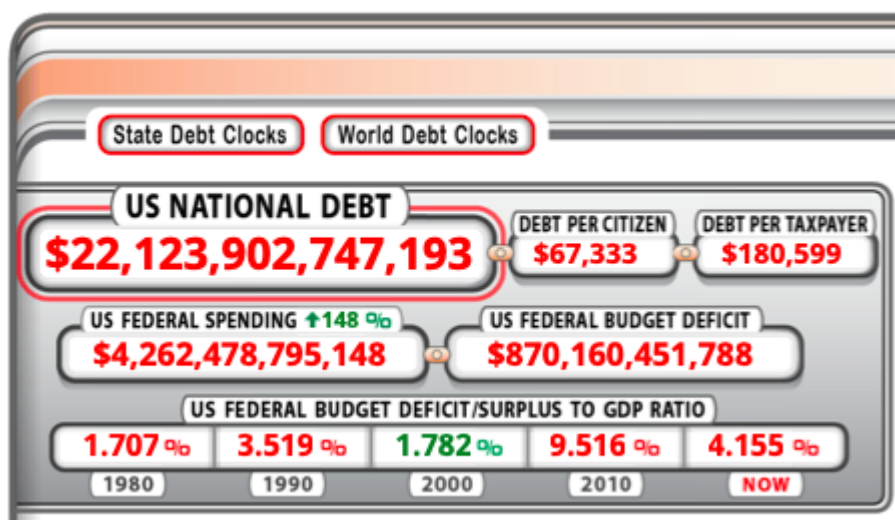 State Debt Clocks World Debt Clocks
US NATIONAL DEBT DEBT PER CITIZEN DEBT PER TAXPAYER
$22,123,902,747,193 $67,333 $180,599
US FEDERAL SPENDING ↑148 % US FEDERAL BUDGET DEFICIT
$4,262,478,795,148 $870,160,451,788
US FEDERAL BUDGET DEFICIT/SURPLUS TO GDP RATIO
1.707 % 3.519 % 1.782 % 9.516 % 4.155 %
1980 1990 2000 2010 NOW